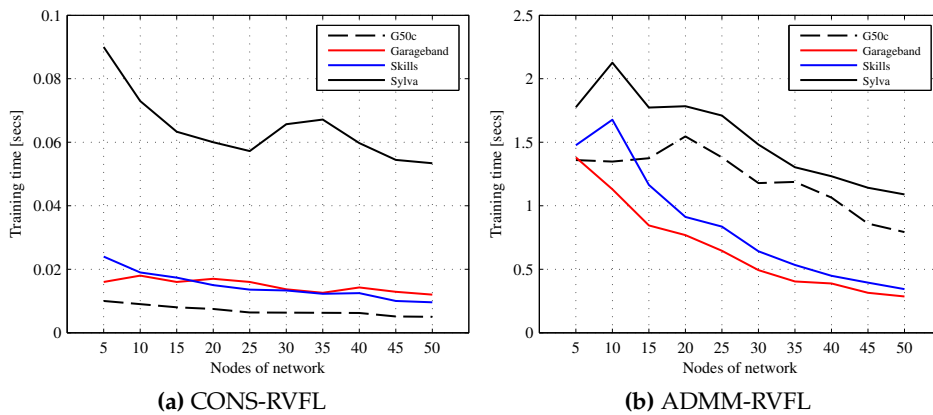 0.1
0.08
0.06
0.04
0.02
0
Training time [secs]
5 10 15 20 25 30 35 40 45 50
Nodes of network
G50c
Garageband
Skills
Sylva
(a) CONS-RVFL
2.5
2
1.5
1
0.5
0
Training time [secs]
5 10 15 20 25 30 35 40 45 50
Nodes of network
G50c
Garageband
Skills
Sylva
(b) ADMM-RVFL